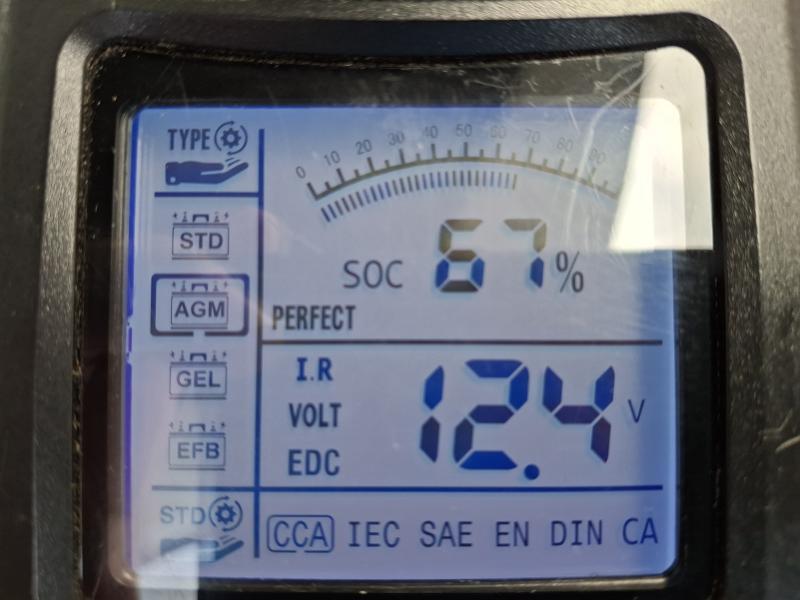 TYPE
0 10 20 30 40 50 60 70 80 90
STD
SOC 67%
AGM
PERFECT
GEL
I.R
VOLT 12.4 V
EFB
EDC
STD
CCA IEC SAE EN DIN CA